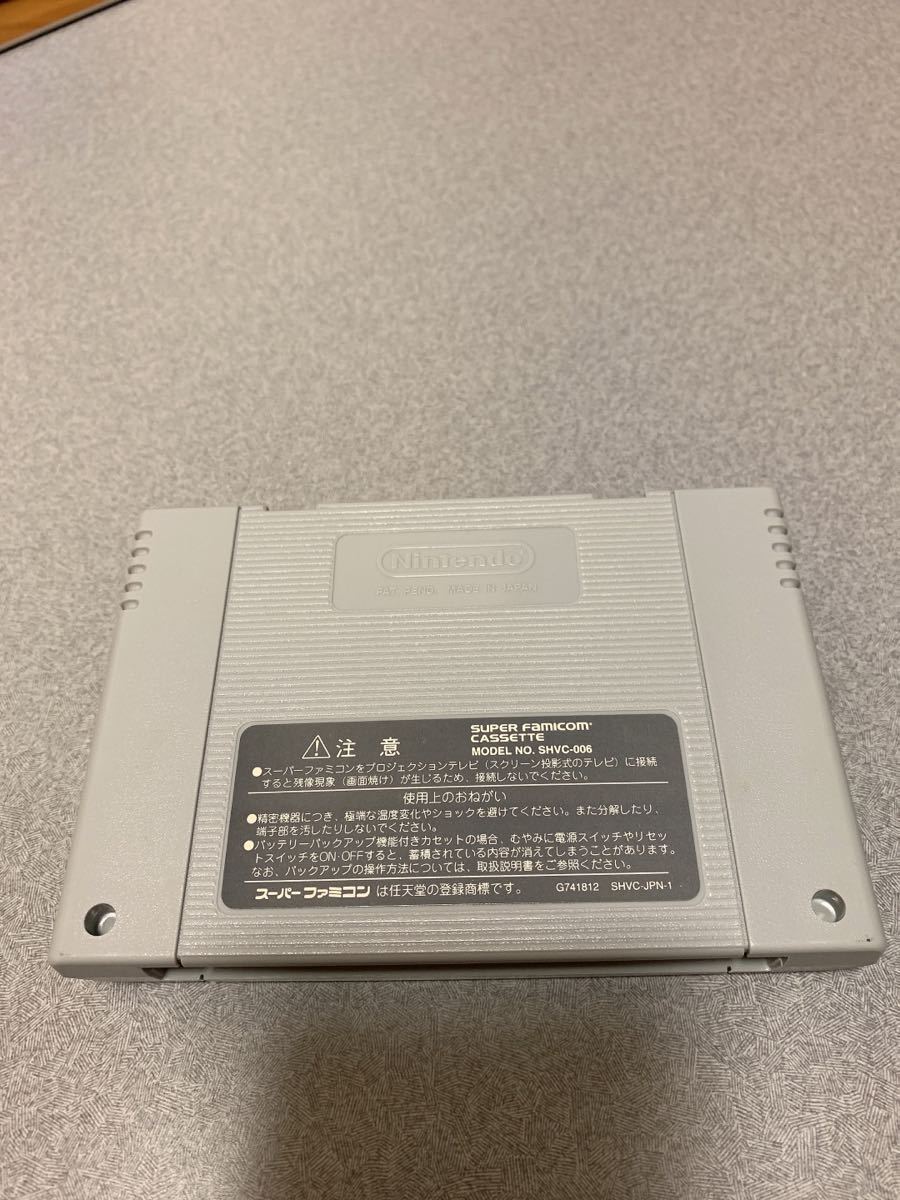 Nintendo
PAT. PEND. MADE IN JAPAN
SUPER FAMICOM
CASSETTE
MODEL NO. SHVC-006
注意
●スーパーファミコンをプロジェクションテレビ（スクリーン投影式のテレビ）に接続
すると残像現象（画面焼け）が生じるため、接続しないでください。
使用上のおねがい
●精密機器につき、極端な温度変化やショックを避けてください。また分解したり、
端子部を汚したりしないでください。
●バッテリーバックアップ機能付きカセットの場合、むやみに電源スイッチやリセッ
トスイッチをON・OFFすると、蓄積されている内容が消えてしまうことがあります。
なお、バックアップの操作方法については、取扱説明書をご参照ください。
スーパーファミコンは任天堂の登録商標です。 G741812 SHVC-JPN-1